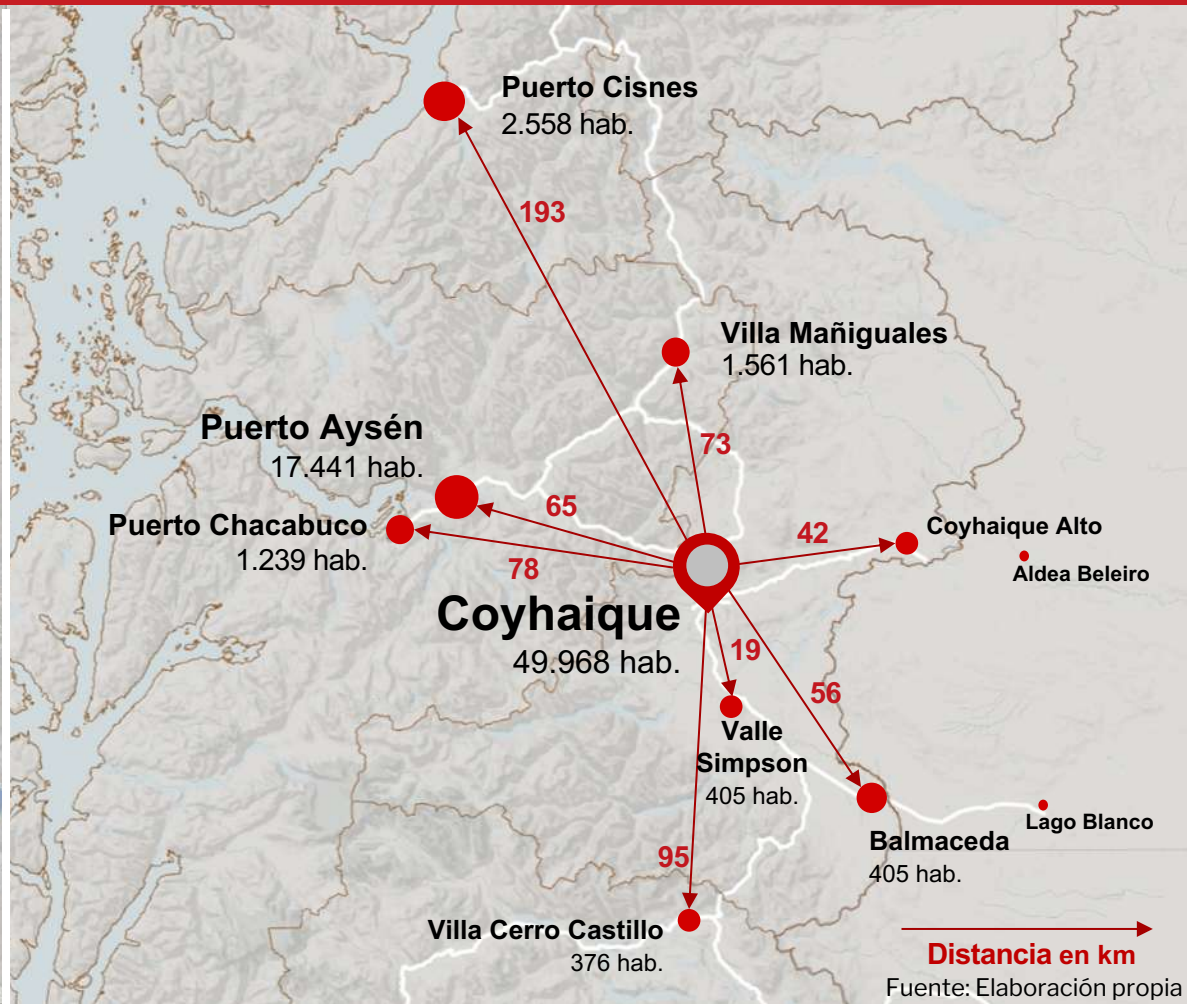 Puerto Cisnes
2.558 hab.
193
Villa Mañiguales
1.561 hab.
Puerto Aysén
17.441 hab.
73
65
Puerto Chacabuco
1.239 hab.
42
Coyhaique Alto
78
Aldea Beleiro
Coyhaique
49.968 hab.
19
56
Valle
Simpson
405 hab.
Lago Blanco
Balmaceda
405 hab.
95
Villa Cerro Castillo
376 hab.
Distancia en km
Fuente: Elaboración propia